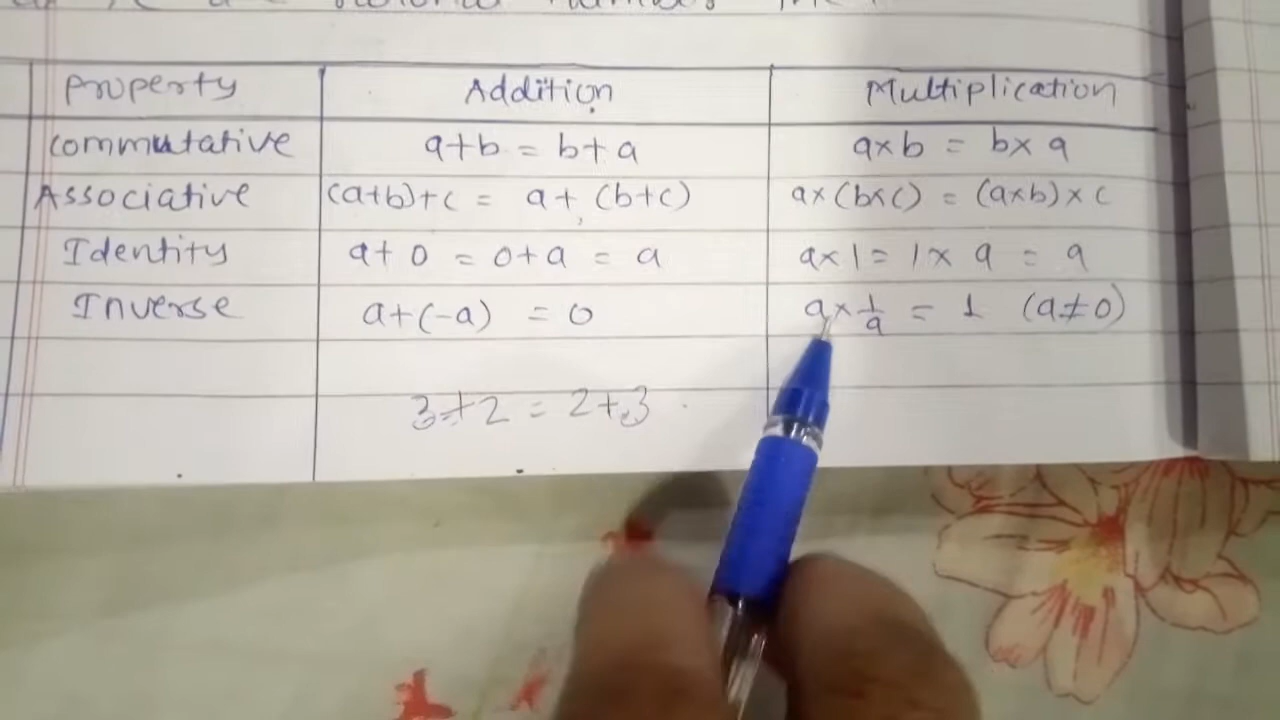 Property Addition Multiplication
Commutative a+b = b+a a×b = b×a
Associative (a+b)+c = a+(b+c) a×(b×c) = (a×b)×c
Identity a+0 = 0+a = a a×1 = 1×a = a
Inverse a+(-a) = 0 a×1/a = 1 (a≠0)
3+2 = 2+3